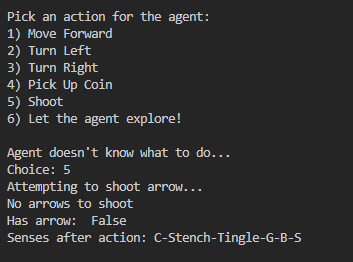 Pick an action for the agent:
1) Move Forward
2) Turn Left
3) Turn Right
4) Pick Up Coin
5) Shoot
6) Let the agent explore!
Agent doesn't know what to do...
Choice: 5
Attempting to shoot arrow...
No arrows to shoot
Has arrow:  False
Senses after action: C-Stench-Tingle-G-B-S